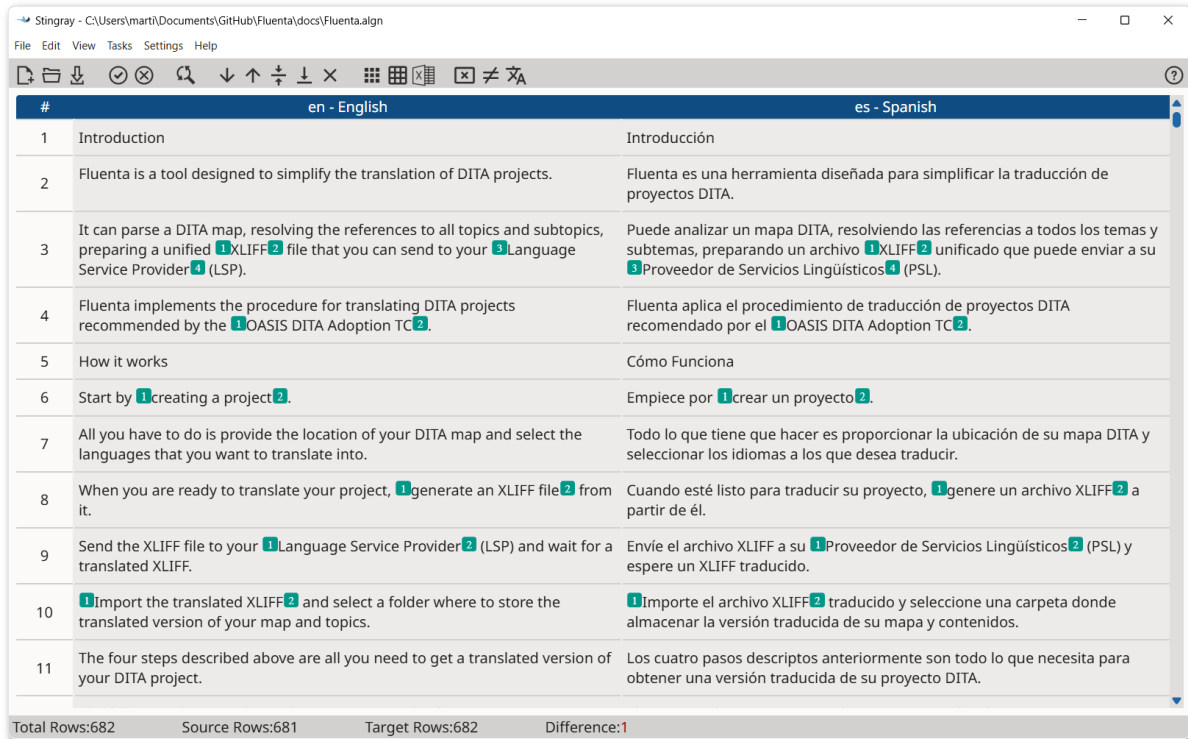 Stingray - C:\Users\marti\Documents\GitHub\Fluenta\docs\Fluenta.algn
File Edit View Tasks Settings Help
# en - English es - Spanish
1 Introduction Introducción
2 Fluenta is a tool designed to simplify the translation of DITA projects. Fluenta es una herramienta diseñada para simplificar la traducción de
proyectos DITA.
3 It can parse a DITA map, resolving the references to all topics and subtopics,
preparing a unified 1XLIFF2 file that you can send to your 3Language
Service Provider4 (LSP).
Puede analizar un mapa DITA, resolviendo las referencias a todos los temas y
subtemas, preparando un archivo 1XLIFF2 unificado que puede enviar a su
3Proveedor de Servicios Lingüísticos4 (PSL).
4 Fluenta implements the procedure for translating DITA projects
recommended by the 1OASIS DITA Adoption TC2.
Fluenta aplica el procedimiento de traducción de proyectos DITA
recomendado por el 1OASIS DITA Adoption TC2.
5 How it works Cómo Funciona
6 Start by 1creating a project2. Empiece por 1crear un proyecto2.
7 All you have to do is provide the location of your DITA map and select the
languages that you want to translate into.
Todo lo que tiene que hacer es proporcionar la ubicación de su mapa DITA y
seleccionar los idiomas a los que desea traducir.
8 When you are ready to translate your project, 1generate an XLIFF file2 from
it.
Cuando esté listo para traducir su proyecto, 1genere un archivo XLIFF2 a
partir de él.
9 Send the XLIFF file to your 1Language Service Provider2 (LSP) and wait for a
translated XLIFF.
Envíe el archivo XLIFF a su 1Proveedor de Servicios Lingüísticos2 (PSL) y
espere un XLIFF traducido.
10 1Import the translated XLIFF2 and select a folder where to store the
translated version of your map and topics.
1Importe el archivo XLIFF2 traducido y seleccione una carpeta donde
almacenar la versión traducida de su mapa y contenidos.
11 The four steps described above are all you need to get a translated version of
your DITA project.
Los cuatro pasos descriptos anteriormente son todo lo que necesita para
obtener una versión traducida de su proyecto DITA.
Total Rows:682 Source Rows:681 Target Rows:682 Difference:1